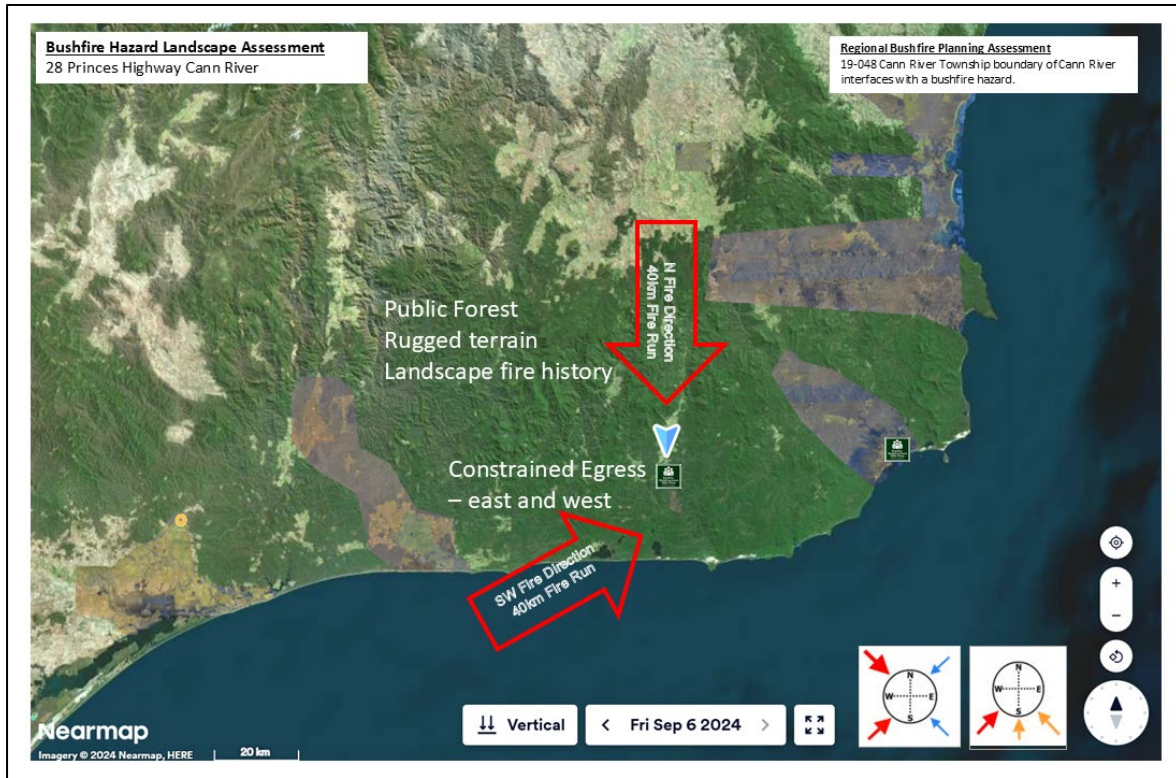 Bushfire Hazard Landscape Assessment
28 Princes Highway Cann River
Regional Bushfire Planning Assessment
19-048 Cann River Township boundary of Cann River
interfaces with a bushfire hazard.
N Fire Direction
40km Fire Run
Public Forest
Rugged terrain
Landscape fire history
Constrained Egress
– east and west
SW Fire Direction
40km Fire Run
N
W E
S
N
W E
S
Nearmap
Imagery © 2024 Nearmap, HERE
20 km
Vertical
< Fri Sep 6 2024 >
+
−